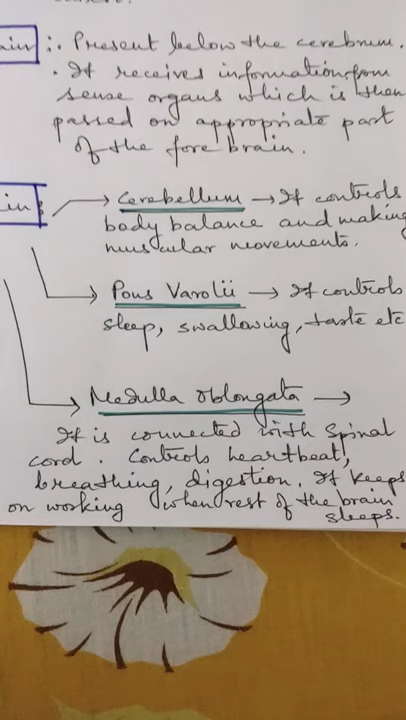 ain :. Present below the cerebrum.
. It receives information from
sense organs which is then
passed on appropriate part
of the fore brain.
in : → Cerebellum → It controls
body balance and making
muscular movements.
→ Pons Varolii → It controls
sleep, swallowing, taste etc
→ Medulla oblongata →
It is connected with spinal
cord. Controls heartbeat,
breathing, digestion. It keeps
on working when rest of the brain
sleeps.